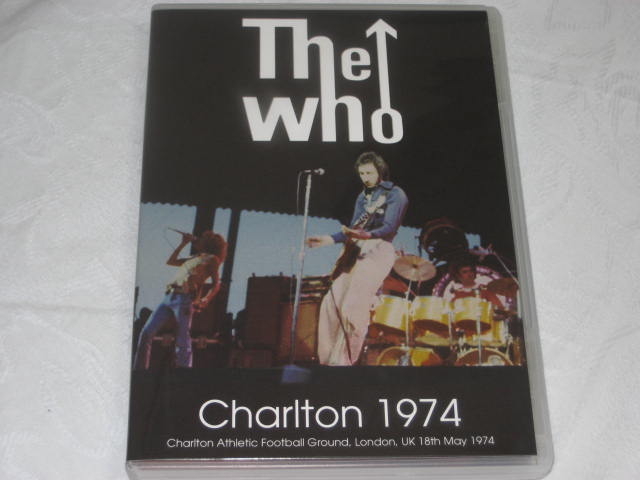 The
who
Charlton 1974
Charlton Athletic Football Ground, London, UK 18th May 1974